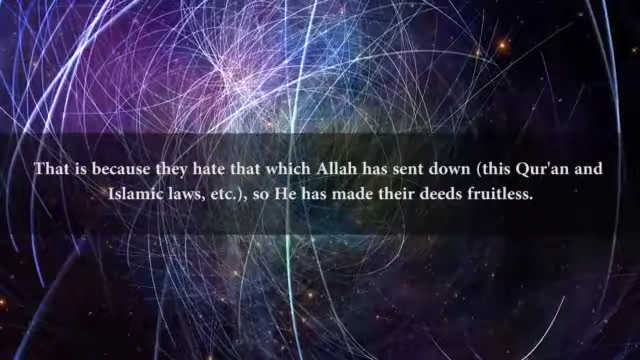 That is because they hate that which Allah has sent down (this Qur'an and
Islamic laws, etc.), so He has made their deeds fruitless.